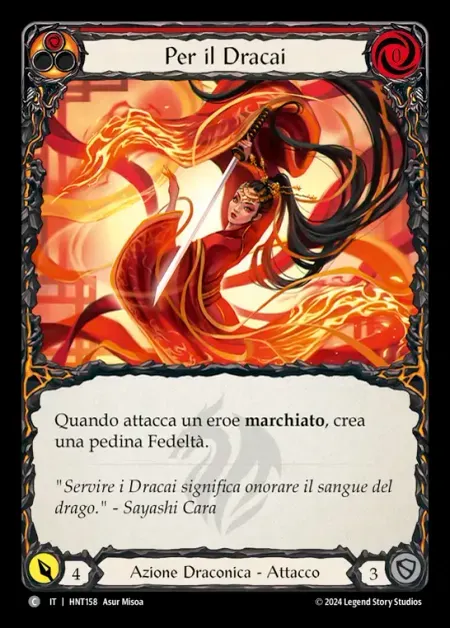 Per il Dracai
0
Quando attacca un eroe marchiato, crea
una pedina Fedeltà.
"Servire i Dracai significa onorare il sangue del
drago." - Sayashi Cara
4
Azione Draconica - Attacco
3
C IT | HNT158 Asur Misoa
© 2024 Legend Story Studios